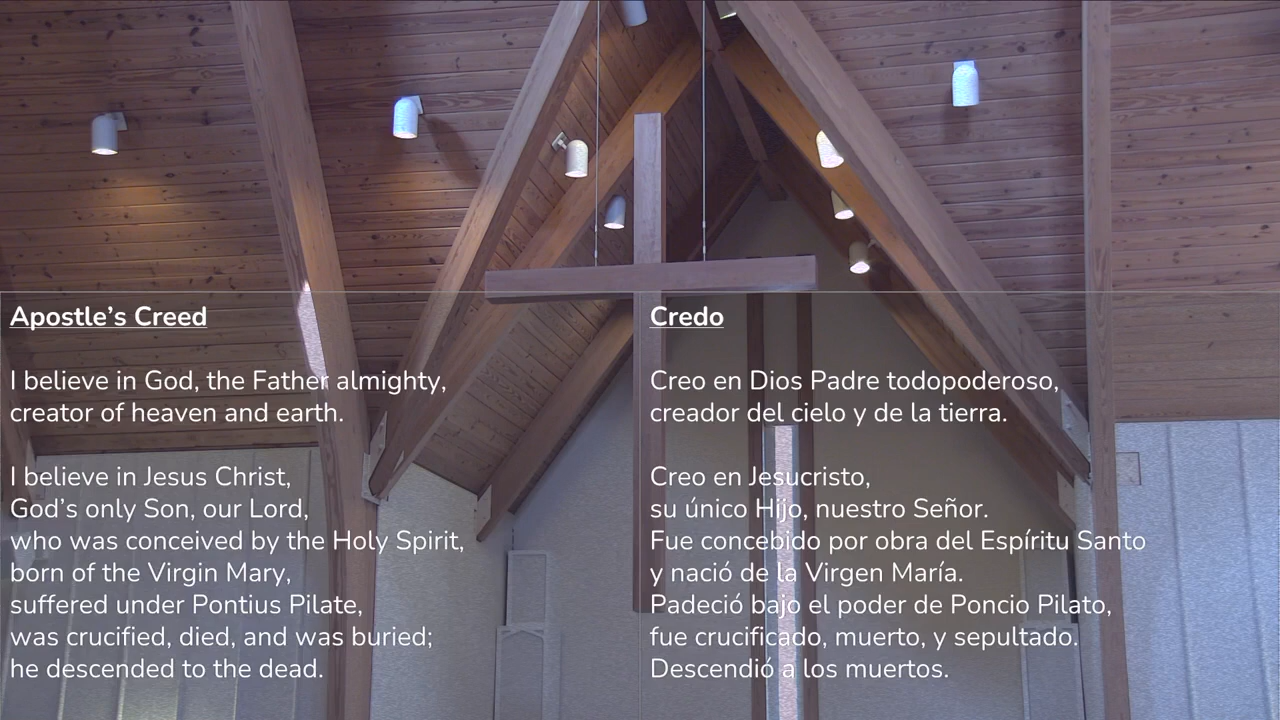 Apostle’s Creed
I believe in God, the Father almighty,
creator of heaven and earth.
I believe in Jesus Christ,
God’s only Son, our Lord,
who was conceived by the Holy Spirit,
born of the Virgin Mary,
suffered under Pontius Pilate,
was crucified, died, and was buried;
he descended to the dead.
Credo
Creo en Dios Padre todopoderoso,
creador del cielo y de la tierra.
Creo en Jesucristo,
su único Hijo, nuestro Señor.
Fue concebido por obra del Espíritu Santo
y nació de la Virgen María.
Padeció bajo el poder de Poncio Pilato,
fue crucificado, muerto, y sepultado.
Descendió a los muertos.